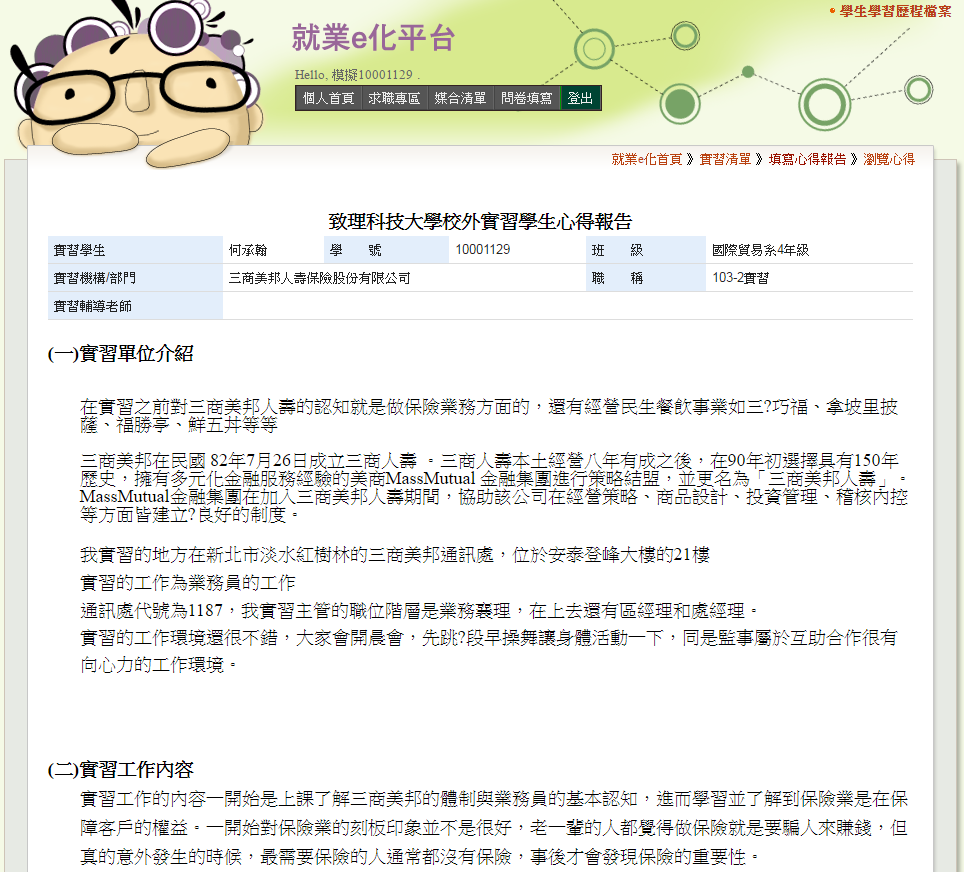 • 學生學習歷程檔案
就業e化平台
Hello, 模擬10001129 .
個人首頁 求職專區 媒合清單 問卷填寫 登出
就業e化首頁 》 實習清單 》 填寫心得報告 》 瀏覽心得
致理科技大學校外實習學生心得報告
實習學生 何承翰 學 號 10001129 班 級 國際貿易系4年級
實習機構/部門 三商美邦人壽保險股份有限公司 職 稱 103-2實習
實習輔導老師
(一)實習單位介紹
在實習之前對三商美邦人壽的認知就是做保險業務方面的，還有經營民生餐飲事業如三?巧福、拿坡里披
薩、福勝亭、鮮五丼等等
三商美邦在民國 82年7月26日成立三商人壽 。三商人壽本土經營八年有成之後，在90年初選擇具有150年
歷史，擁有多元化金融服務經驗的美商MassMutual 金融集團進行策略結盟，並更名為「三商美邦人壽」。
MassMutual金融集團在加入三商美邦人壽期間，協助該公司在經營策略、商品設計、投資管理、稽核內控
等方面皆建立?良好的制度。
我實習的地方在新北市淡水紅樹林的三商美邦通訊處，位於安泰登峰大樓的21樓
實習的工作為業務員的工作
通訊處代號為1187，我實習主管的職位階層是業務襄理，在上去還有區經理和處經理。
實習的工作環境還很不錯，大家會開晨會，先跳?段早操舞讓身體活動一下，同是監事屬於互助合作很有
向心力的工作環境。
(二)實習工作內容
實習工作的內容一開始是上課了解三商美邦的體制與業務員的基本認知，進而學習並了解到保險業是在保
障客戶的權益。一開始對保險業的刻板印象並不是很好，老一輩的人都覺得做保險就是要騙人來賺錢，但
真的意外發生的時候，最需要保險的人通常都沒有保險，事後才會發現保險的重要性。